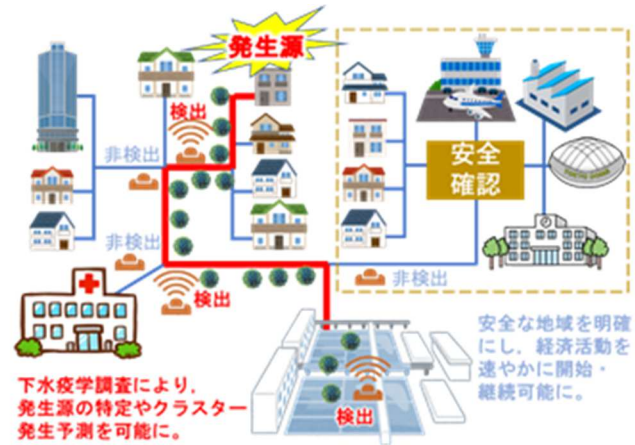 発生源
検出
非検出
安全
確認
TOKYO DOME
非検出
検出
非検出
安全な地域を明確
にし、経済活動を
速やかに開始・
継続可能に。
下水疫学調査により、
発生源の特定やクラスター
発生予測を可能に。
検出